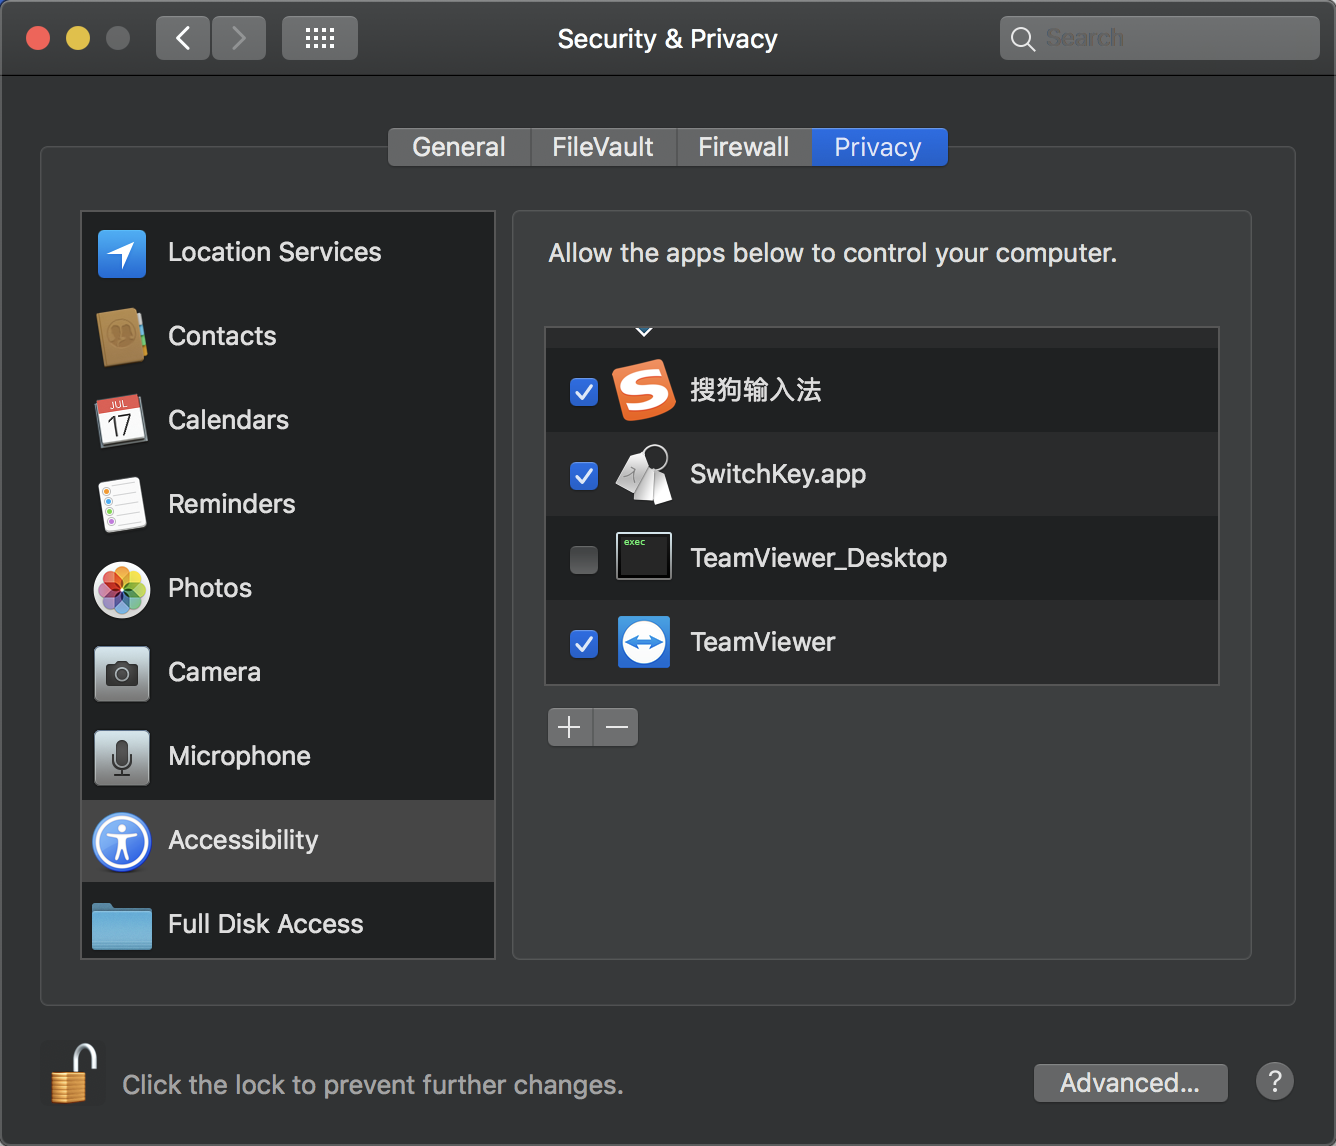 Security & Privacy
Search
General
FileVault
Firewall
Privacy
Location Services
Contacts
JUL
17
Calendars
Reminders
Photos
Camera
Microphone
Accessibility
Full Disk Access
Allow the apps below to control your computer.
搜狗输入法
SwitchKey.app
exec
TeamViewer_Desktop
TeamViewer
Click the lock to prevent further changes.
Advanced...
?